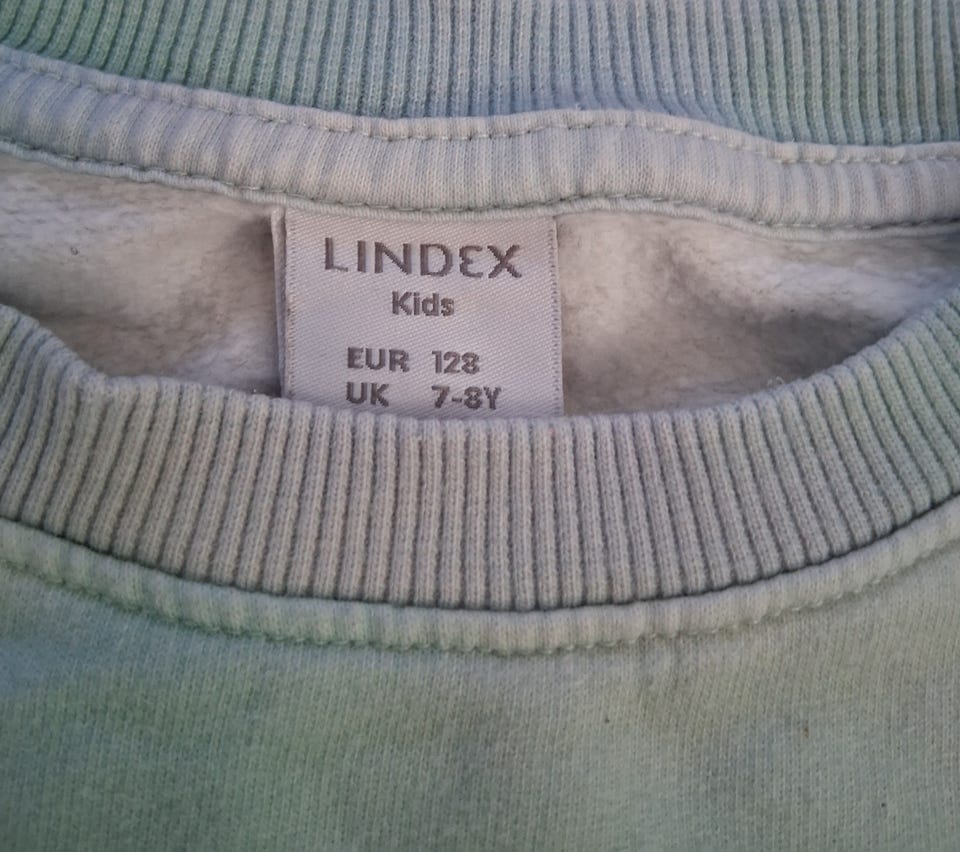 LINDEX
Kids
EUR 128
UK 7-8Y